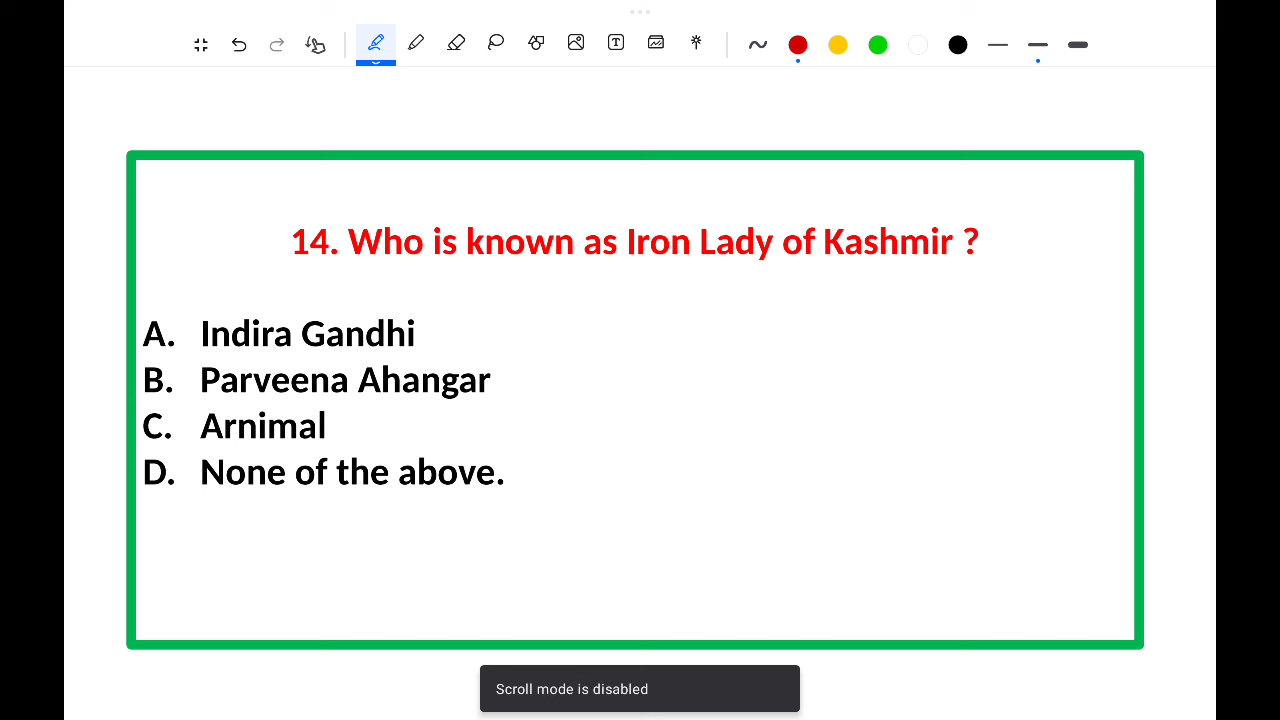 14. Who is known as Iron Lady of Kashmir ?
A. Indira Gandhi
B. Parveena Ahangar
C. Arnimal
D. None of the above.
Scroll mode is disabled